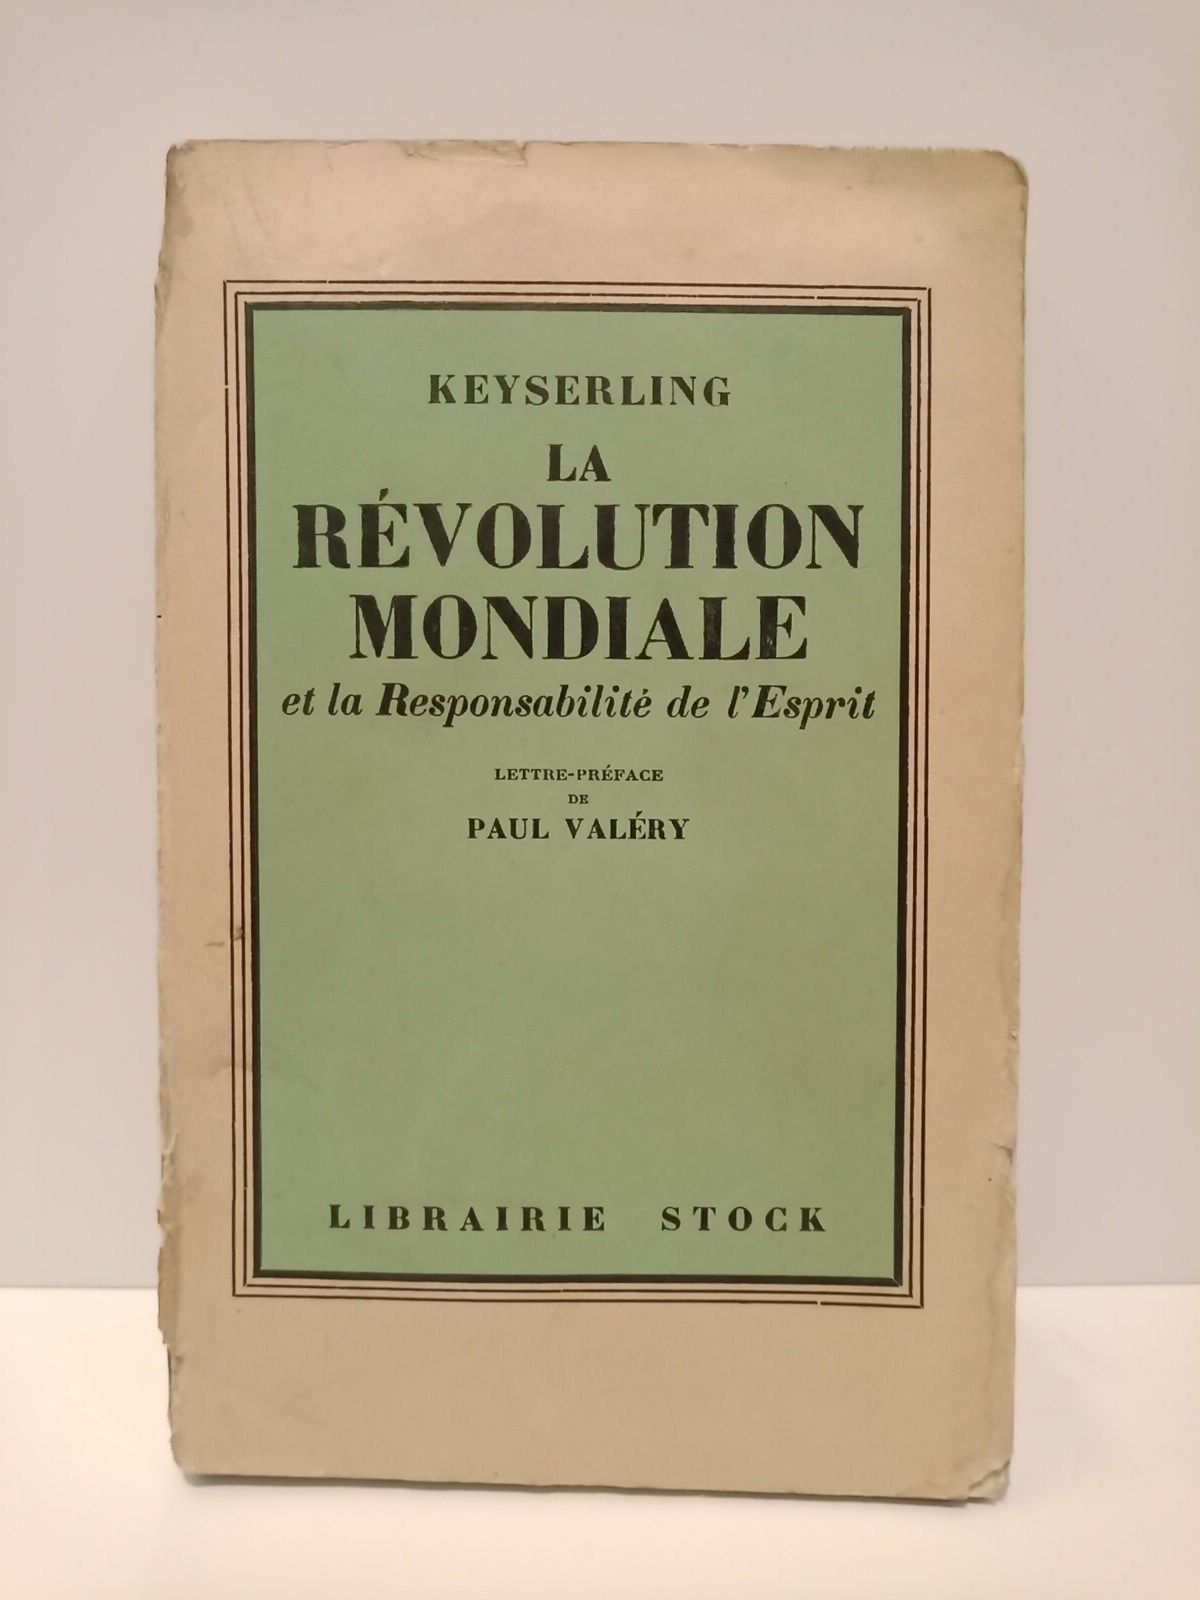 KEYSERLING
LA
RÉVOLUTION
MONDIALE
et la Responsabilité de l'Esprit
LETTRE-PRÉFACE
DE
PAUL VALÉRY
LIBRAIRIE STOCK